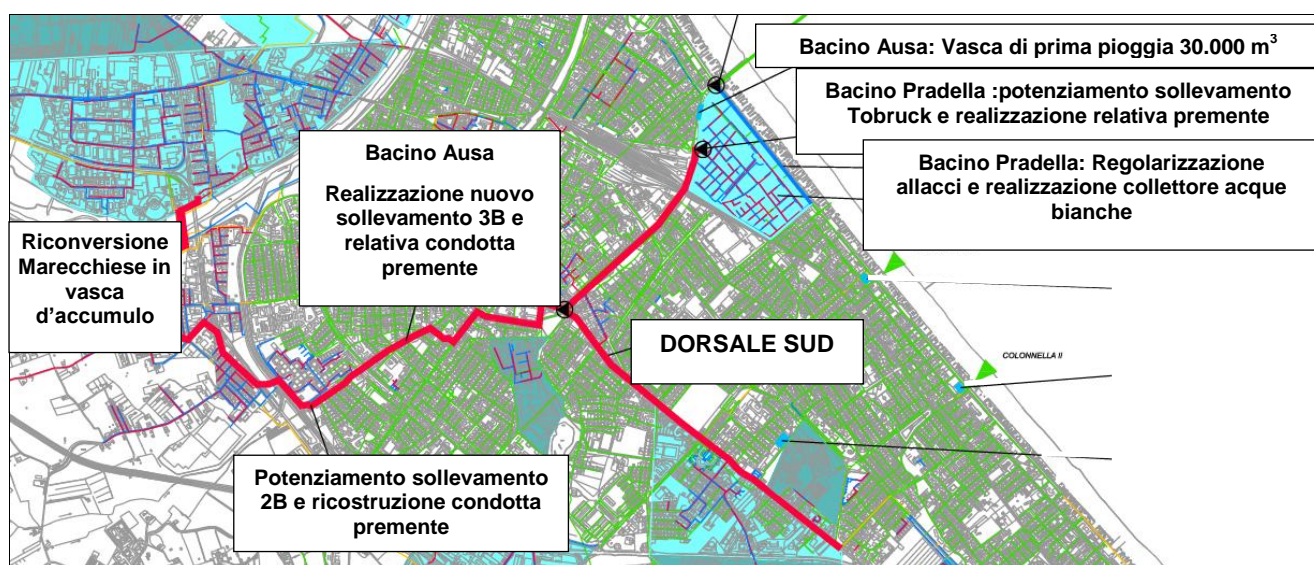 Bacino Ausa: Vasca di prima pioggia 30.000 m³
Bacino Pradella :potenziamento sollevamento
Tobruck e realizzazione relativa premente
Bacino Pradella: Regolarizzazione
allacci e realizzazione collettore acque
bianche
Bacino Ausa
Realizzazione nuovo
sollevamento 3B e
relativa condotta
premente
Riconversione
Marecchiese in
vasca
d’accumulo
DORSALE SUD
COLONNELLA II
Potenziamento sollevamento
2B e ricostruzione condotta
premente